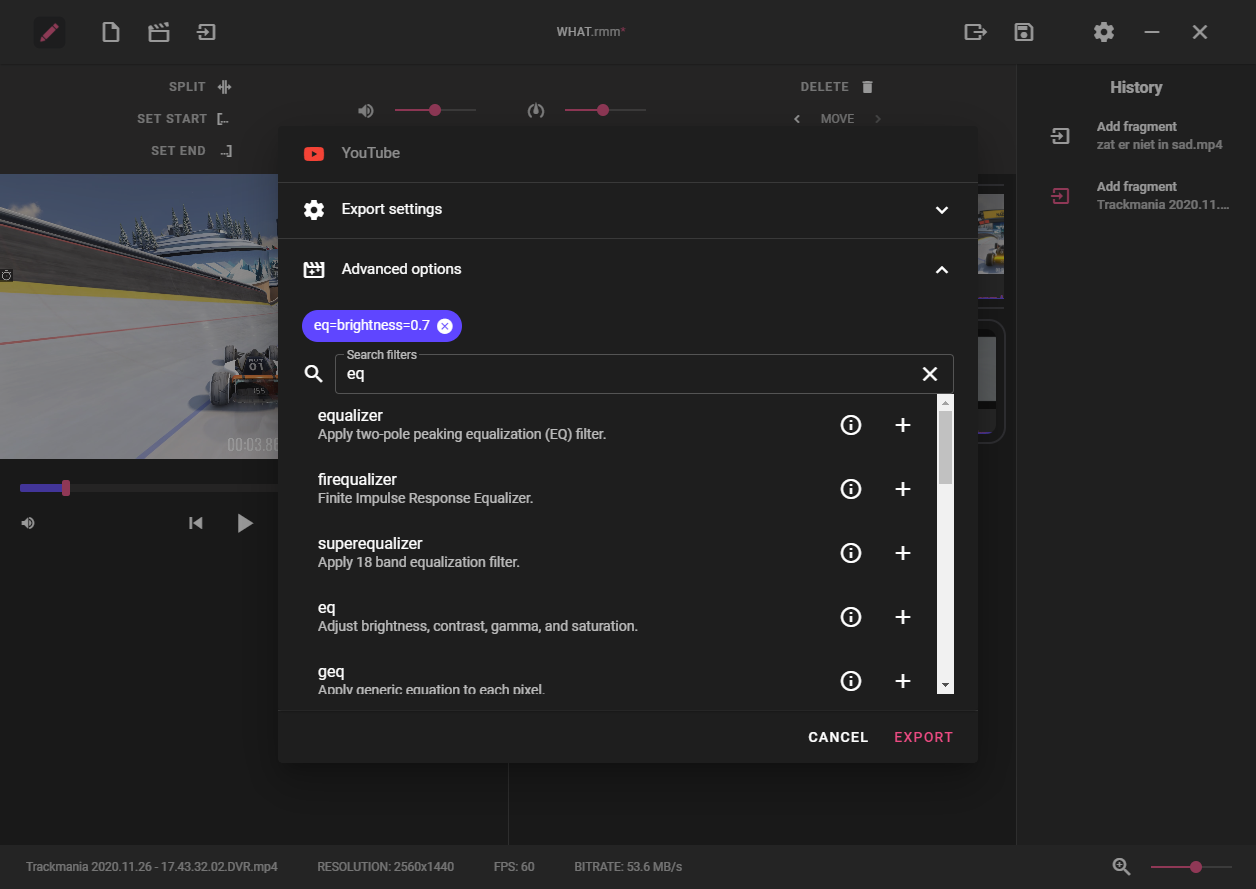 WHAT.rmm*
SPLIT
SET START
SET END
DELETE
MOVE
History
Add fragment
zat er niet in sad.mp4
Add fragment
Trackmania 2020.11....
YouTube
Export settings
Advanced options
eq=brightness=0.7
Search filters
eq
equalizer
Apply two-pole peaking equalization (EQ) filter.
firequalizer
Finite Impulse Response Equalizer.
superequalizer
Apply 18 band equalization filter.
eq
Adjust brightness, contrast, gamma, and saturation.
geq
Apply generic equation to each pixel.
CANCEL
EXPORT
01
155
Trackmania 2020.11.26 - 17.43.32.02.DVR.mp4
RESOLUTION: 2560x1440
FPS: 60
BITRATE: 53.6 MB/s